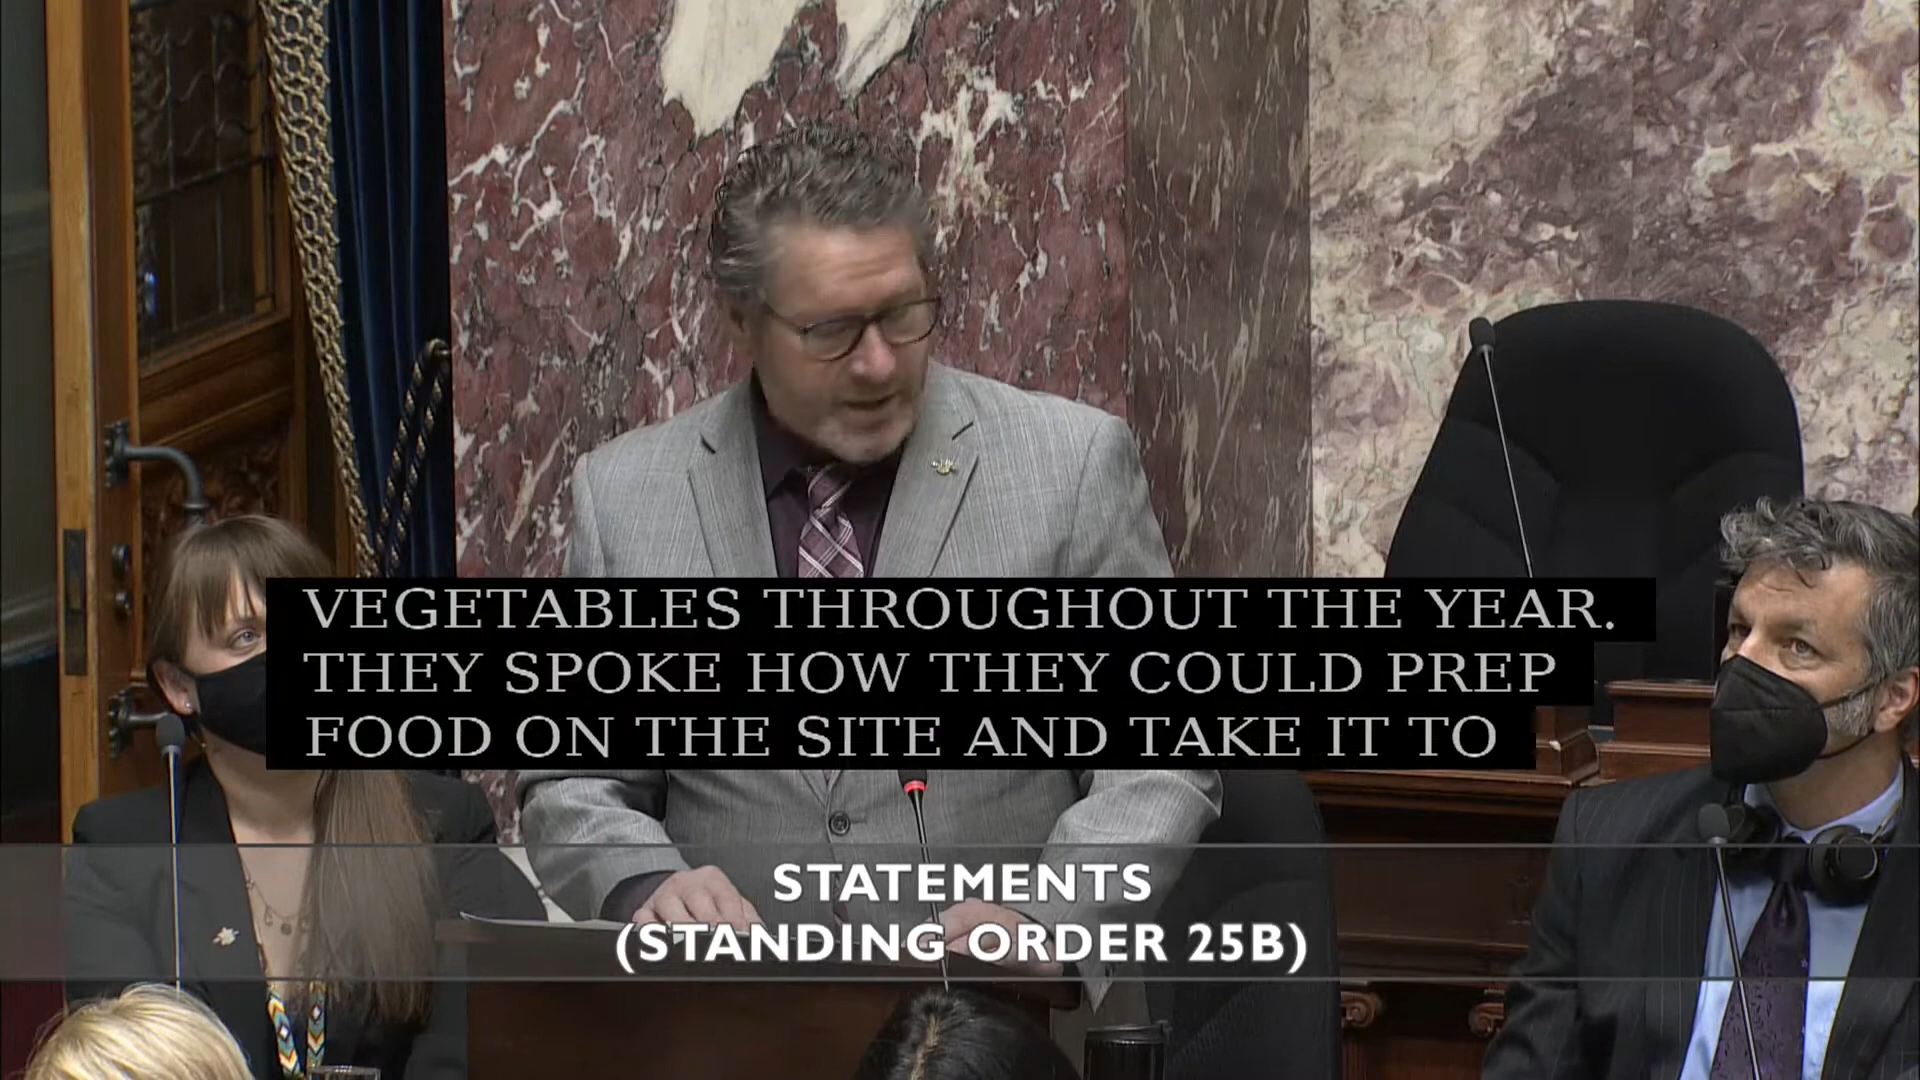 VEGETABLES THROUGHOUT THE YEAR.
THEY SPOKE HOW THEY COULD PREP
FOOD ON THE SITE AND TAKE IT TO
STATEMENTS
(STANDING ORDER 25B)